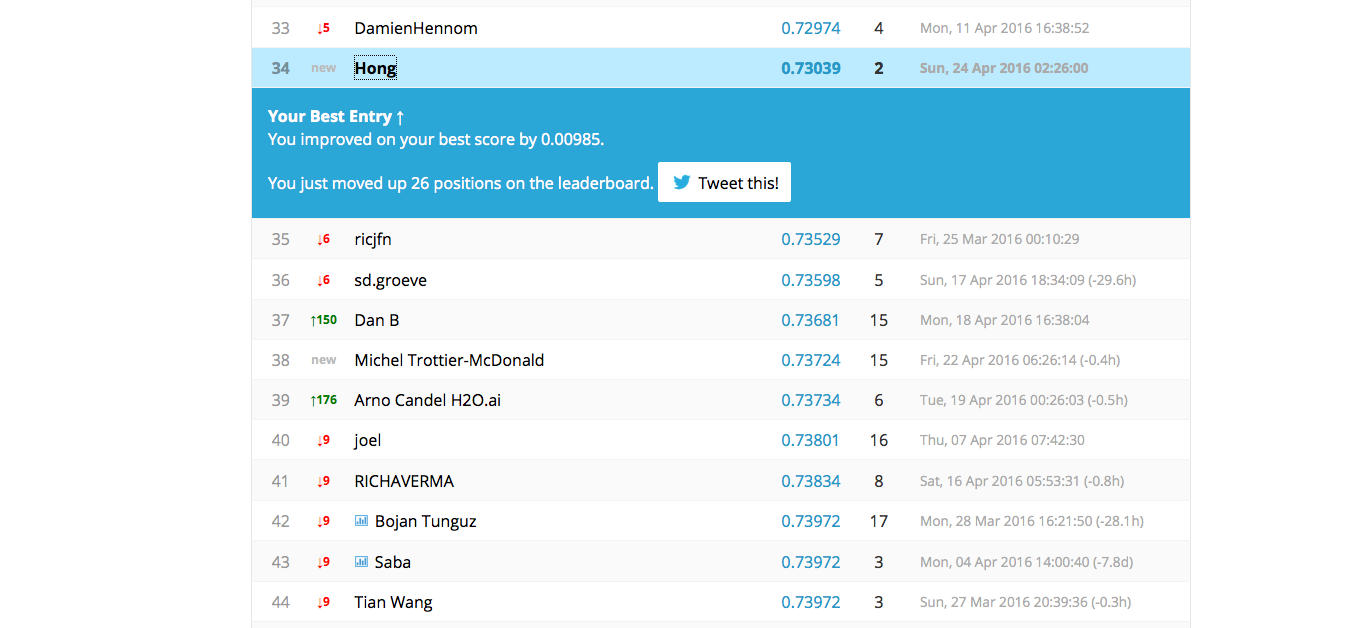 33 ↓5 DamienHennom 0.72974 4 Mon, 11 Apr 2016 16:38:52
34 new Hong 0.73039 2 Sun, 24 Apr 2016 02:26:00
Your Best Entry ↑
You improved on your best score by 0.00985.
You just moved up 26 positions on the leaderboard. Tweet this!
35 ↓6 ricjfn 0.73529 7 Fri, 25 Mar 2016 00:10:29
36 ↓6 sd.groeve 0.73598 5 Sun, 17 Apr 2016 18:34:09 (-29.6h)
37 ↑150 Dan B 0.73681 15 Mon, 18 Apr 2016 16:38:04
38 new Michel Trottier-McDonald 0.73724 15 Fri, 22 Apr 2016 06:26:14 (-0.4h)
39 ↑176 Arno Candel H2O.ai 0.73734 6 Tue, 19 Apr 2016 00:26:03 (-0.5h)
40 ↓9 joel 0.73801 16 Thu, 07 Apr 2016 07:42:30
41 ↓9 RICHAVERMA 0.73834 8 Sat, 16 Apr 2016 05:53:31 (-0.8h)
42 ↓9 Bojan Tunguz 0.73972 17 Mon, 28 Mar 2016 16:21:50 (-28.1h)
43 ↓9 Saba 0.73972 3 Mon, 04 Apr 2016 14:00:40 (-7.8d)
44 ↓9 Tian Wang 0.73972 3 Sun, 27 Mar 2016 20:39:36 (-0.3h)